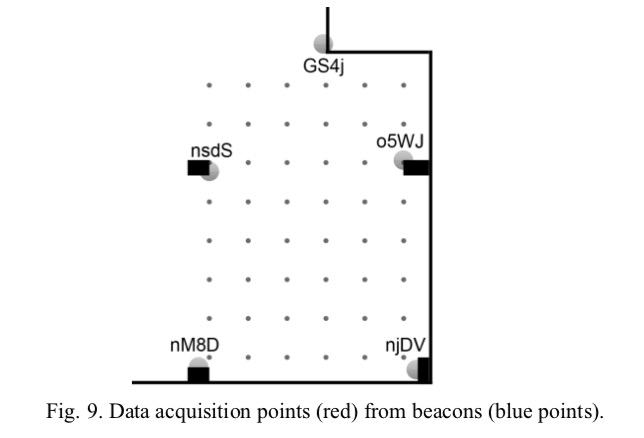 GS4j
o5WJ
nsdS
nM8D
njDV
Fig. 9. Data acquisition points (red) from beacons (blue points).